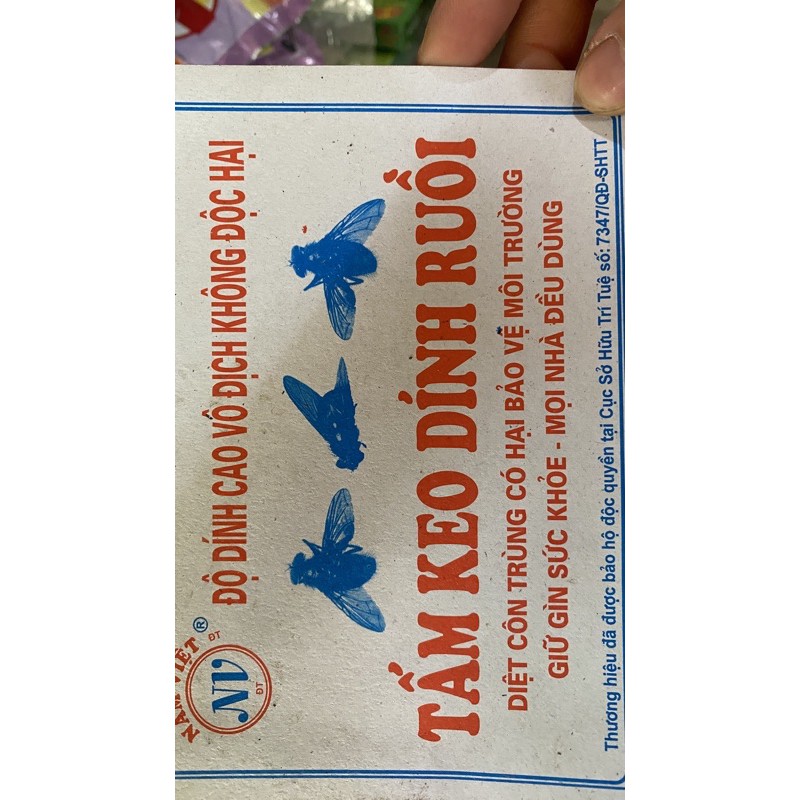 NAM VIỆT ®
NV
ĐT
ĐT
ĐỘ DÍNH CAO VÔ ĐỊCH KHÔNG ĐỘC HẠI
TẤM KEO DÍNH RUỒI
DIỆT CÔN TRÙNG CÓ HẠI BẢO VỆ MÔI TRƯỜNG
GIỮ GÌN SỨC KHỎE - MỌI NHÀ ĐỀU DÙNG
Thương hiệu đã được bảo hộ độc quyền tại Cục Sở Hữu Trí Tuệ số: 7347/QĐ-SHTT